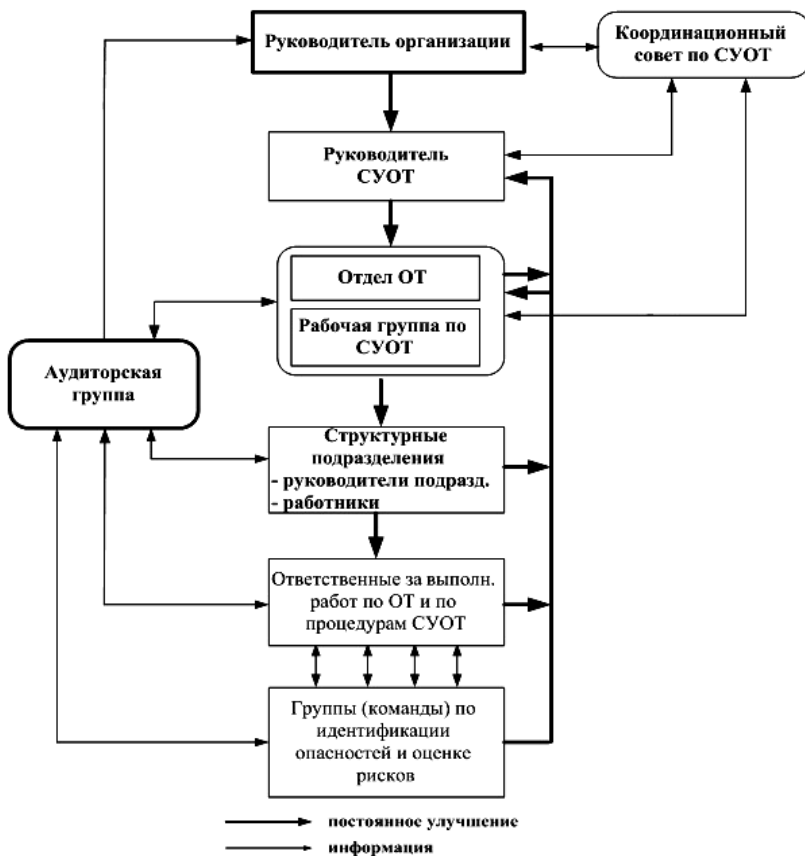 Руководитель организации
Координационный
совет по СУОТ
Руководитель
СУОТ
Отдел ОТ
Рабочая группа по
СУОТ
Аудиторская
группа
Структурные
подразделения
- руководители подразд.
- работники
Ответственные за выполн.
работ по ОТ и по
процедурам СУОТ
Группы (команды) по
идентификации
опасностей и оценке
рисков
постоянное улучшение
информация